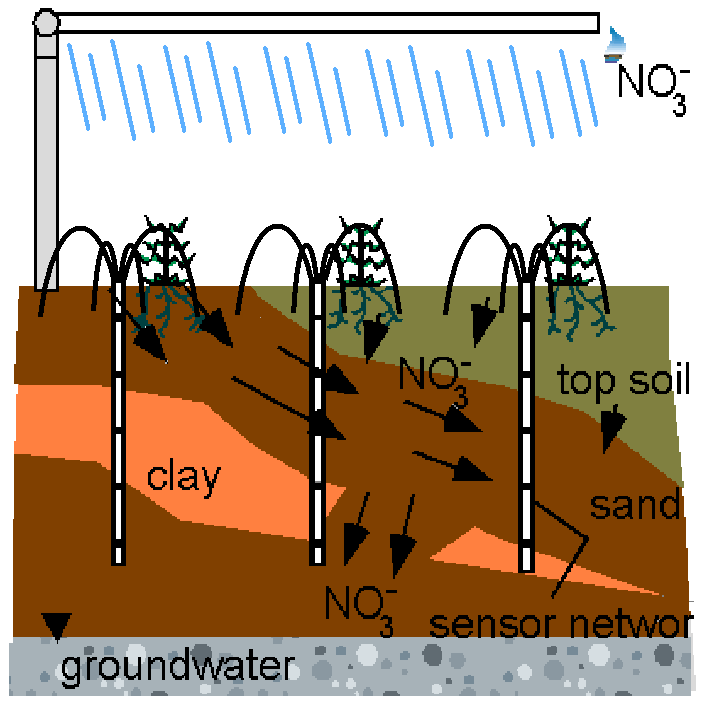 NO3-
NO3-
top soil
clay
sand
NO3-
sensor networ
groundwater